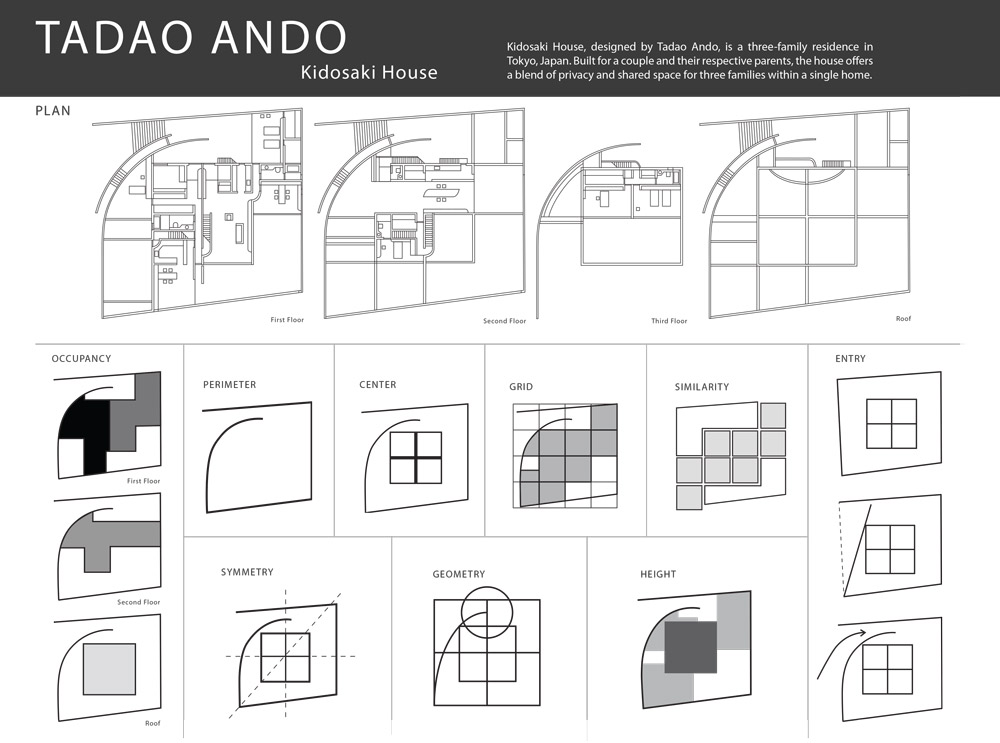 TADAO ANDO
Kidosaki House
Kidosaki House, designed by Tadao Ando, is a three-family residence in
Tokyo, Japan. Built for a couple and their respective parents, the house offers
a blend of privacy and shared space for three families within a single home.
PLAN
First Floor
Second Floor
Third Floor
Roof
OCCUPANCY
First Floor
Second Floor
Roof
PERIMETER
CENTER
GRID
SIMILARITY
SYMMETRY
GEOMETRY
HEIGHT
ENTRY